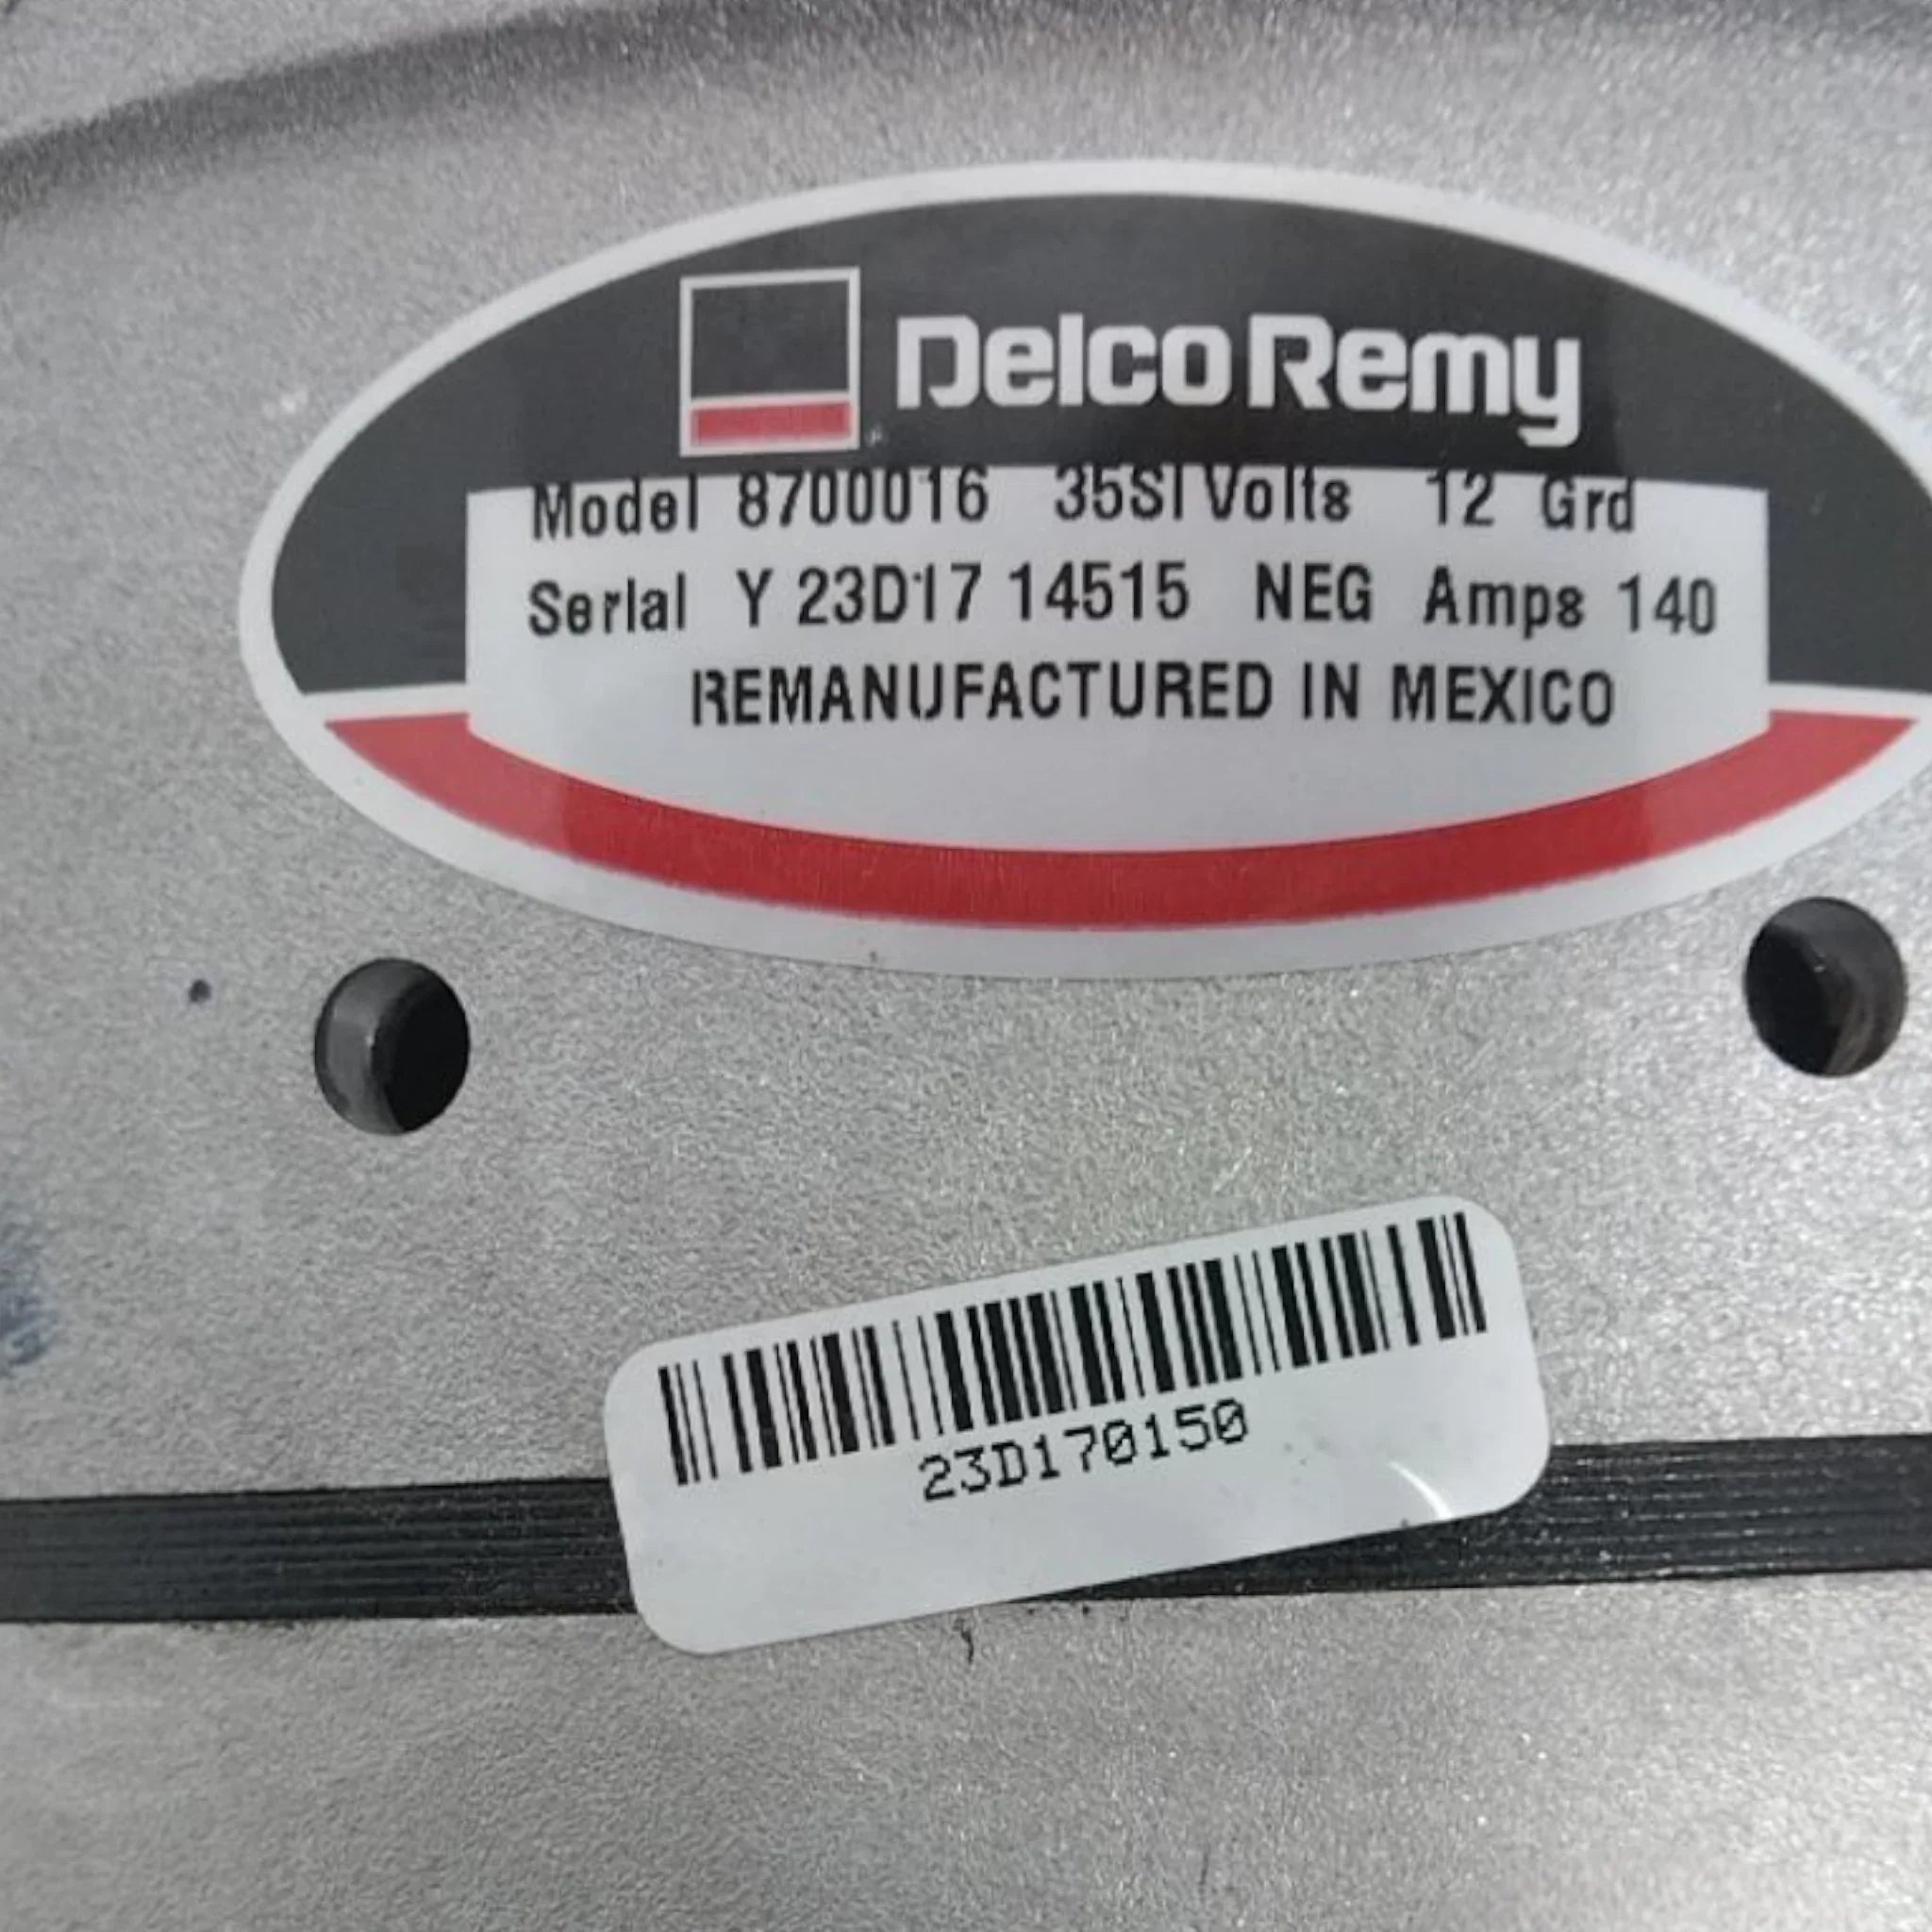 Delco Remy
Model 8700016 35SI Volts 12 Grd
Serial Y 23D17 14515 NEG Amps 140
REMANUFACTURED IN MEXICO
23D170150